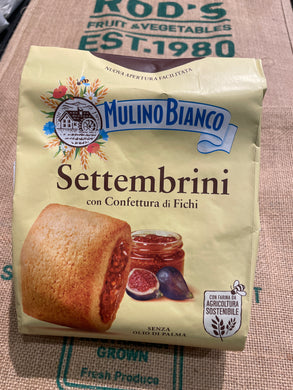 ROD'S
FRUIT & VEGETABLES
EST.1980
NUOVA APERTURA FACILITATA
MULINO BIANCO
Settembrini
con Confettura di Fichi
CON FARINA DA
AGRICOLTURA
SOSTENIBILE
SENZA
OLIO DI PALMA
GROWN
Fresh Produce